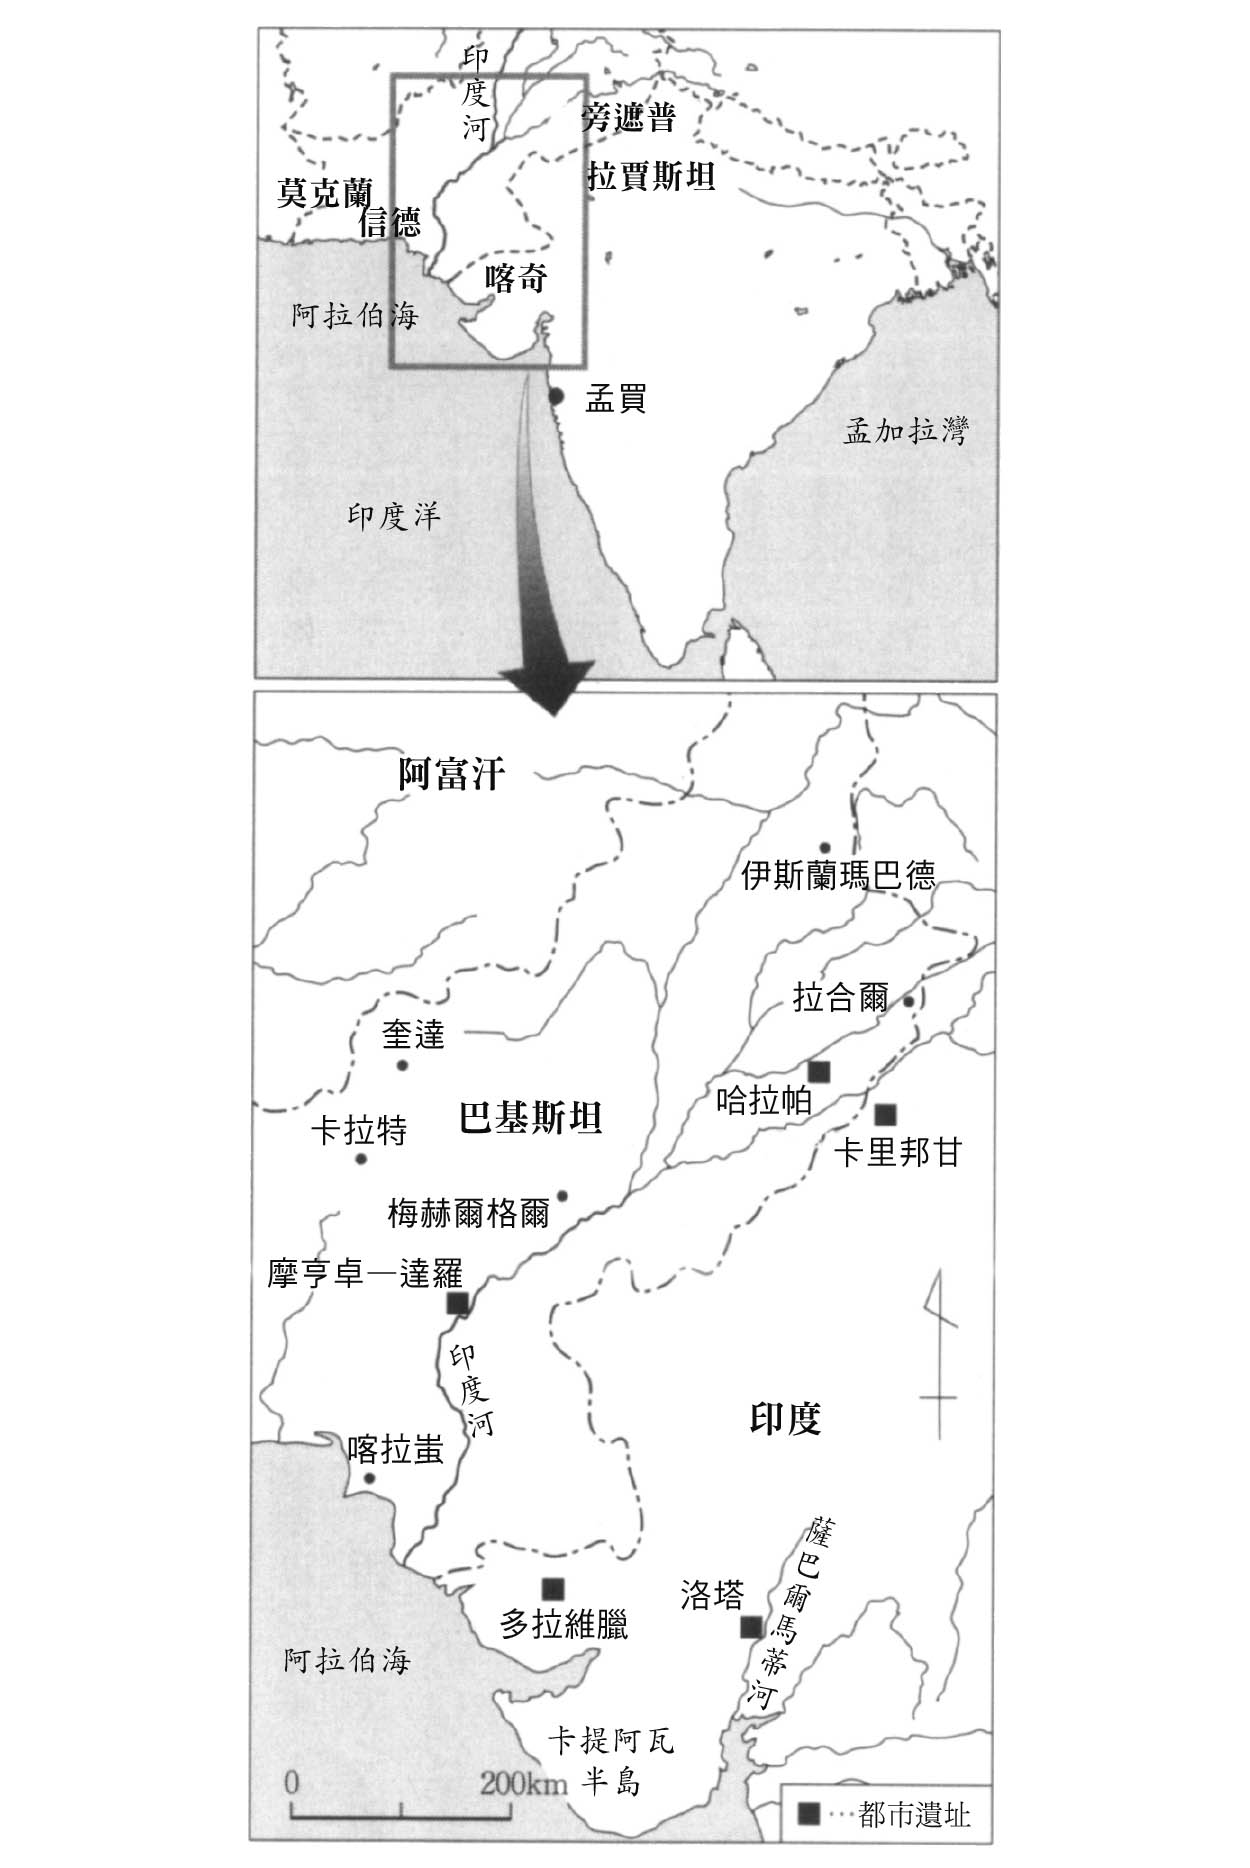 印度河
旁遮普
拉賈斯坦
莫克蘭
信德
喀奇
阿拉伯海
孟買
孟加拉灣
印度洋
阿富汗
伊斯蘭瑪巴德
拉合爾
奎達
哈拉帕
巴基斯坦
卡拉特
卡里邦甘
梅赫爾格爾
摩亨卓—達羅
印度河
印度
喀拉蚩
薩巴爾馬蒂河
洛塔
多拉維臘
阿拉伯海
卡提阿瓦
半島
0 200km
■…都市遺址